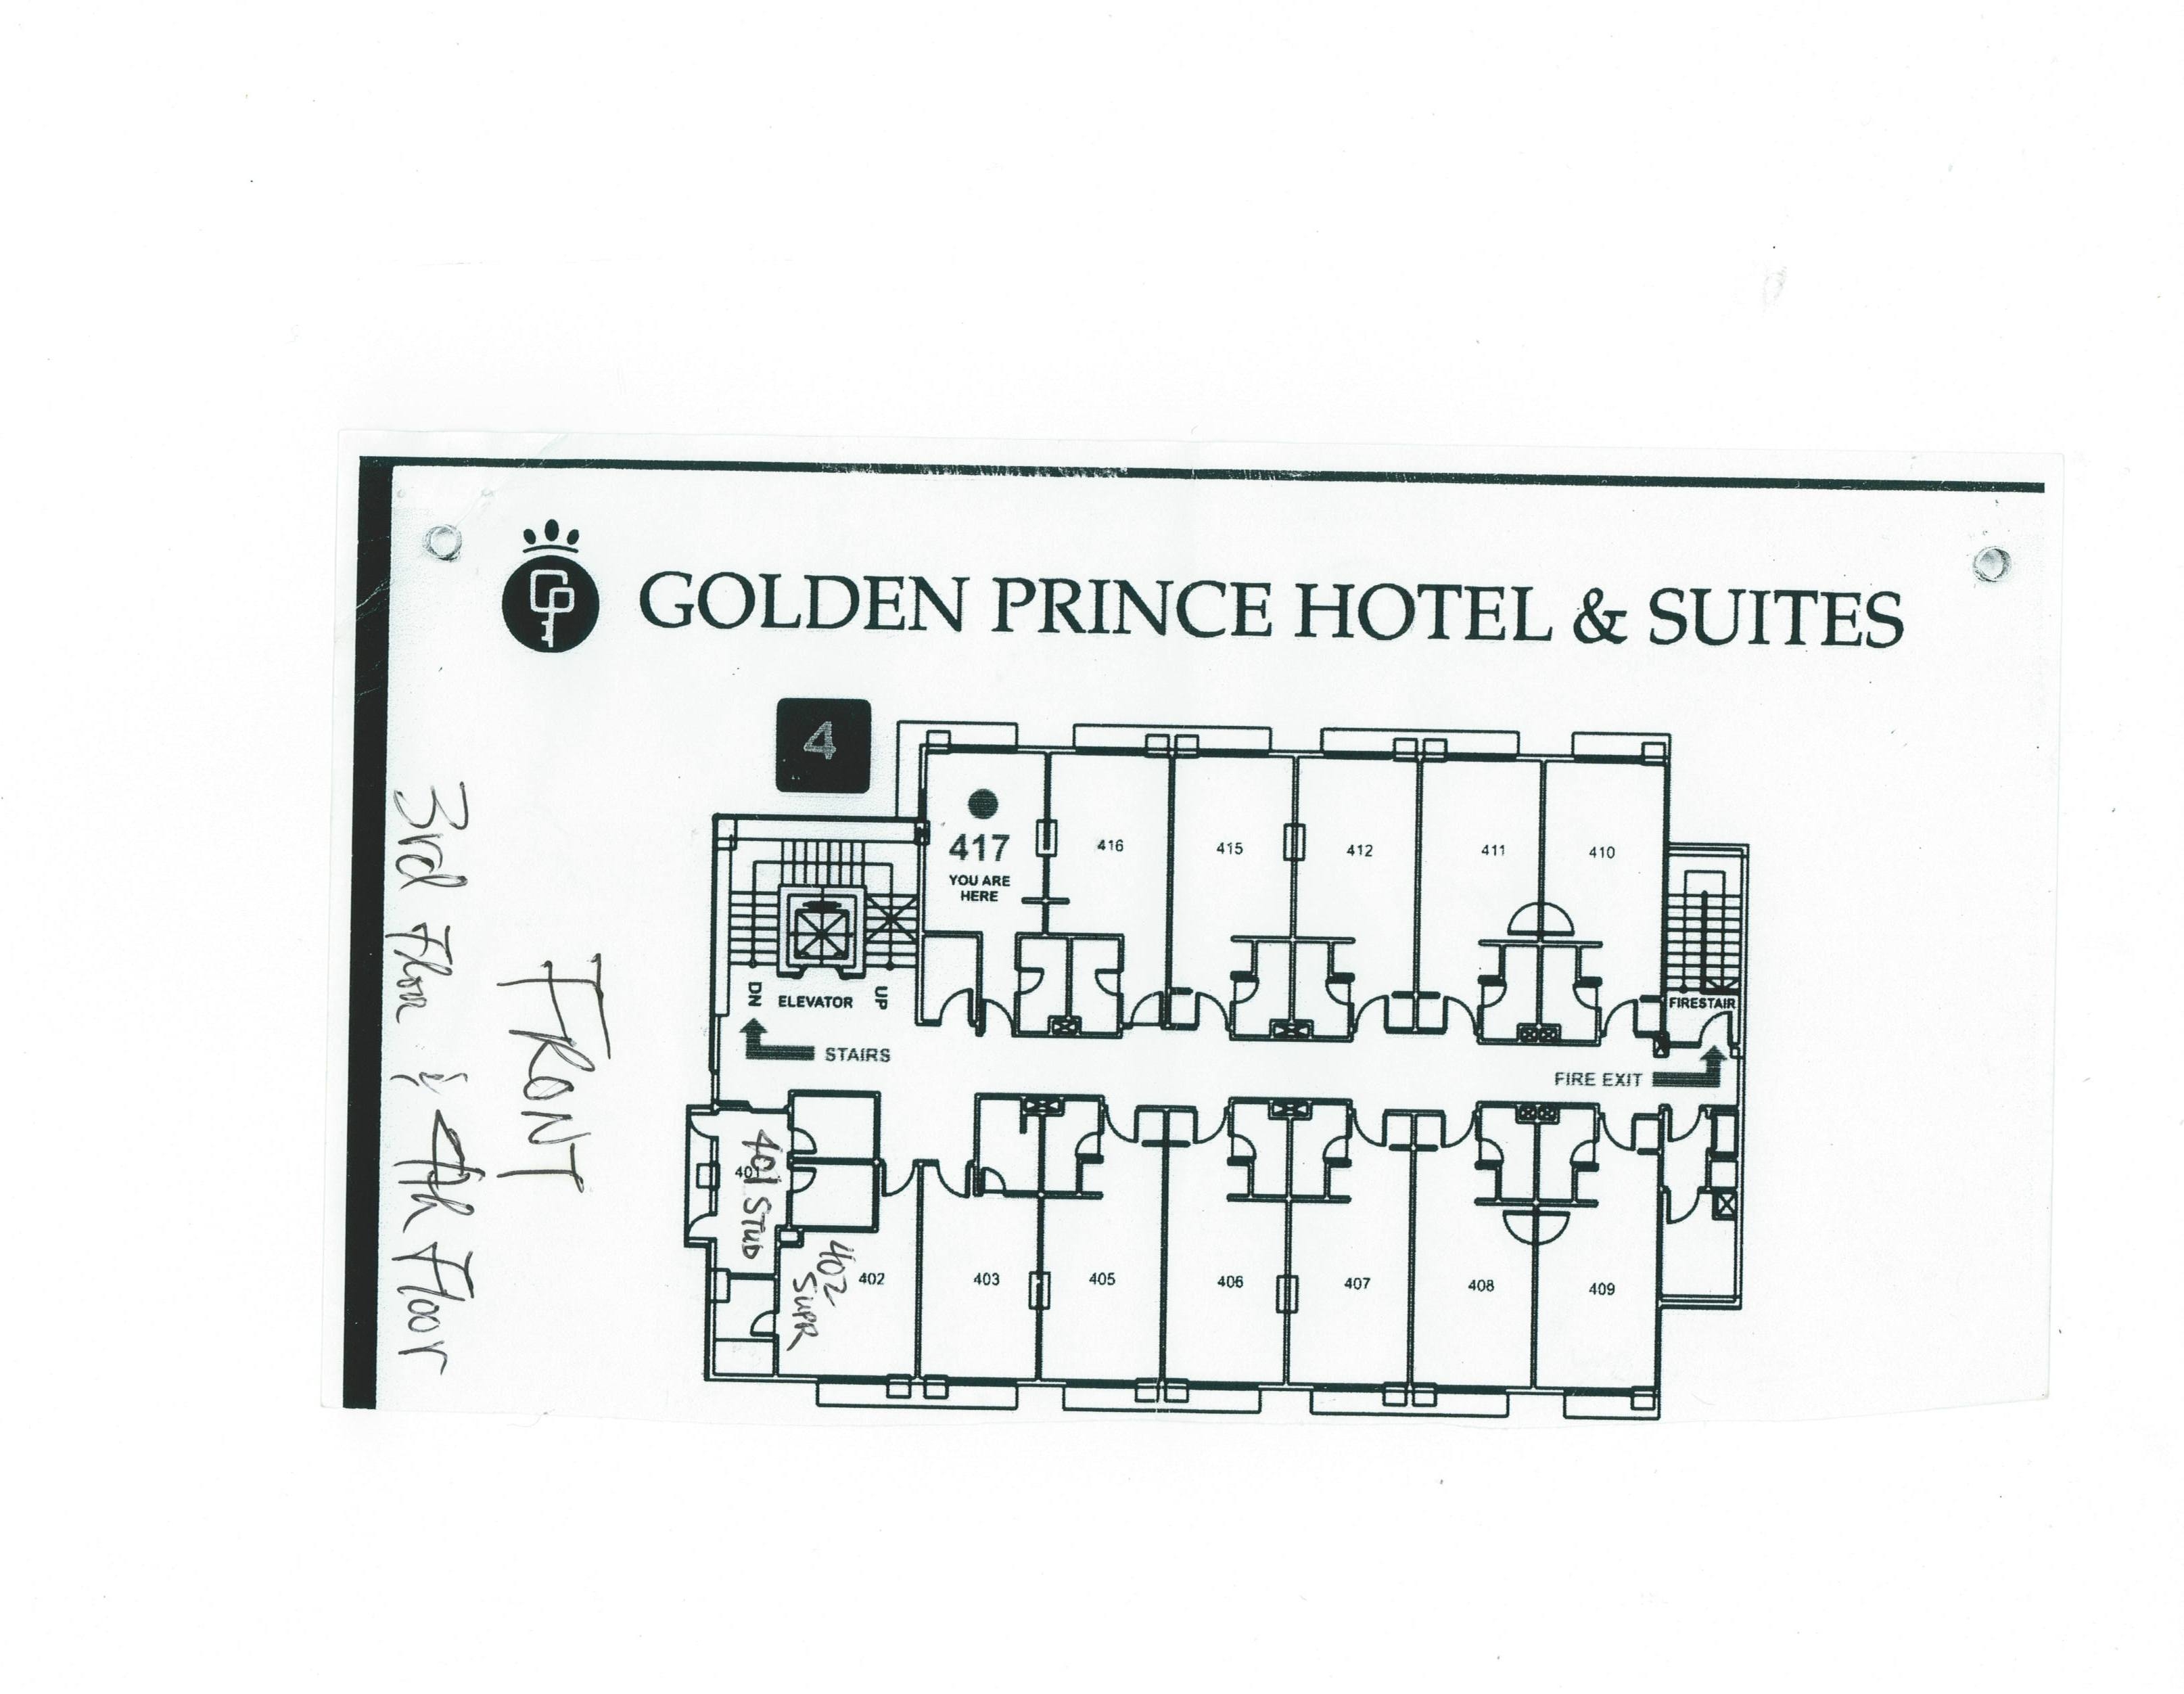 GP
GOLDEN PRINCE HOTEL & SUITES
4
417
YOU ARE
HERE
416
415
412
411
410
DN
ELEVATOR
UP
FIRESTAIR
STAIRS
FIRE EXIT
401 STUD
402
SUPR
402
403
405
406
407
408
409
FRONT
3rd Floor & 4th Floor